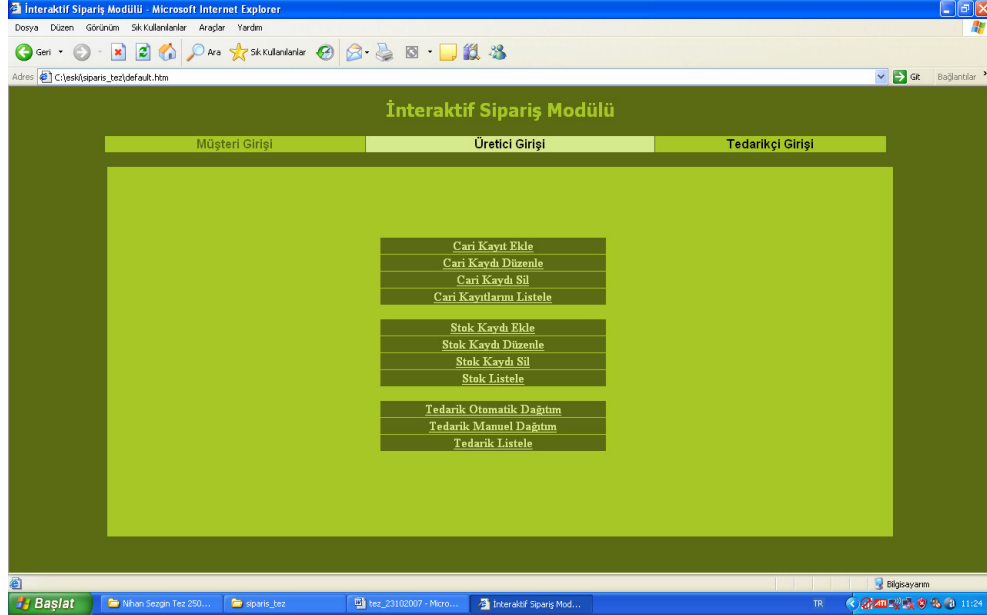 İnteraktif Sipariş Modülü - Microsoft Internet Explorer
Dosya Düzen Görünüm Sık Kullanılanlar Araçlar Yardım
Geri Ara Sık Kullanılanlar
Adres C:\eski\siparis_tez\default.htm Git Bağlantılar
İnteraktif Sipariş Modülü
Müşteri Girişi Üretici Girişi Tedarikçi Girişi
Cari Kayıt Ekle
Cari Kaydı Düzenle
Cari Kaydı Sil
Cari Kayıtlarını Listele
Stok Kaydı Ekle
Stok Kaydı Düzenle
Stok Kaydı Sil
Stok Listele
Tedarik Otomatik Dağıtım
Tedarik Manuel Dağıtım
Tedarik Listele
Bilgisayarım
Başlat Nihan Sezgin Tez 250... siparis_tez tez_23102007 - Micro... İnteraktif Sipariş Mod... TR 11:24